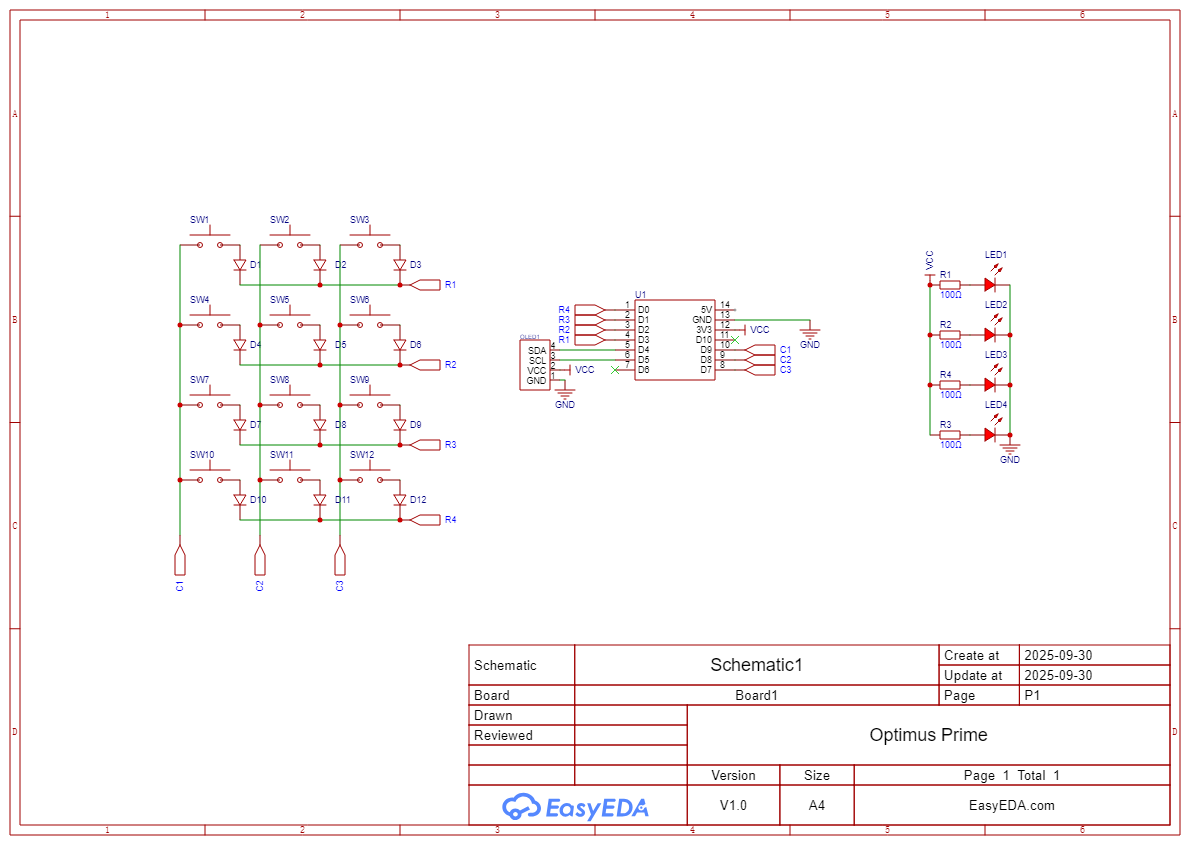 1 2 3 4 5 6
A A
B B
C C
D D
SW1 SW2 SW3
D1 D2 D3
R1
SW4 SW5 SW6
D4 D5 D6
R2
SW7 SW8 SW9
D7 D8 D9
R3
SW10 SW11 SW12
D10 D11 D12
R4
C1 C2 C3
OLED1
SDA 4
SCL 3
VCC 2 VCC
GND 1
GND
U1
R4 1 D0
R3 2 D1
R2 3 D2
R1 4 D3
5 D4
6 D5
7 D6
5V 14
GND 13
3V3 12 VCC
D10 11
D9 10 C1
D8 9 C2
D7 8 C3
GND
VCC
R1 LED1
100Ω
R2 LED2
100Ω
R4 LED3
100Ω
R3 LED4
100Ω
GND
Schematic Schematic1 Create at 2025-09-30
Update at 2025-09-30
Board Board1 Page P1
Drawn
Reviewed
Optimus Prime
Version Size Page 1 Total 1
EasyEDA V1.0 A4 EasyEDA.com
1 2 3 4 5 6